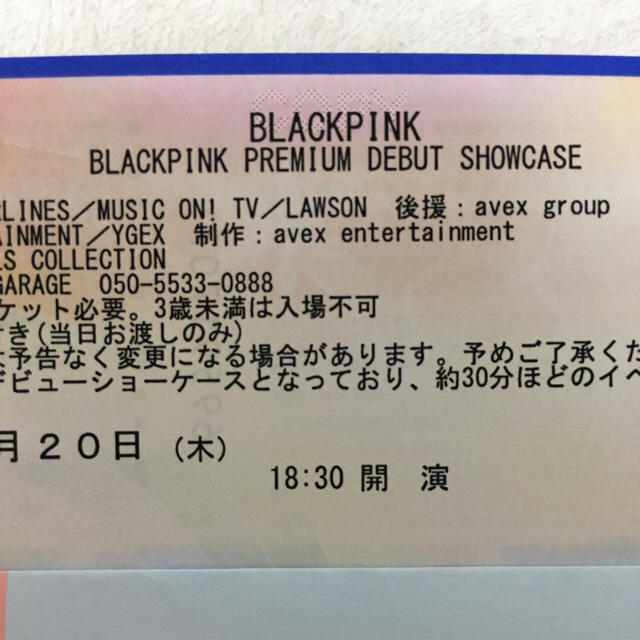 BLACKPINK
BLACKPINK PREMIUM DEBUT SHOWCASE
RLINES／MUSIC ON! TV／LAWSON 後援：avex group
AINMENT／YGEX 制作：avex entertainment
LS COLLECTION
GARAGE 050-5533-0888
ケット必要。3歳未満は入場不可
き(当日お渡しのみ)
予告なく変更になる場合があります。予めご了承くだ
デビューショーケースとなっており、約30分ほどのイベ
月２０日 (木)
18:30 開 演